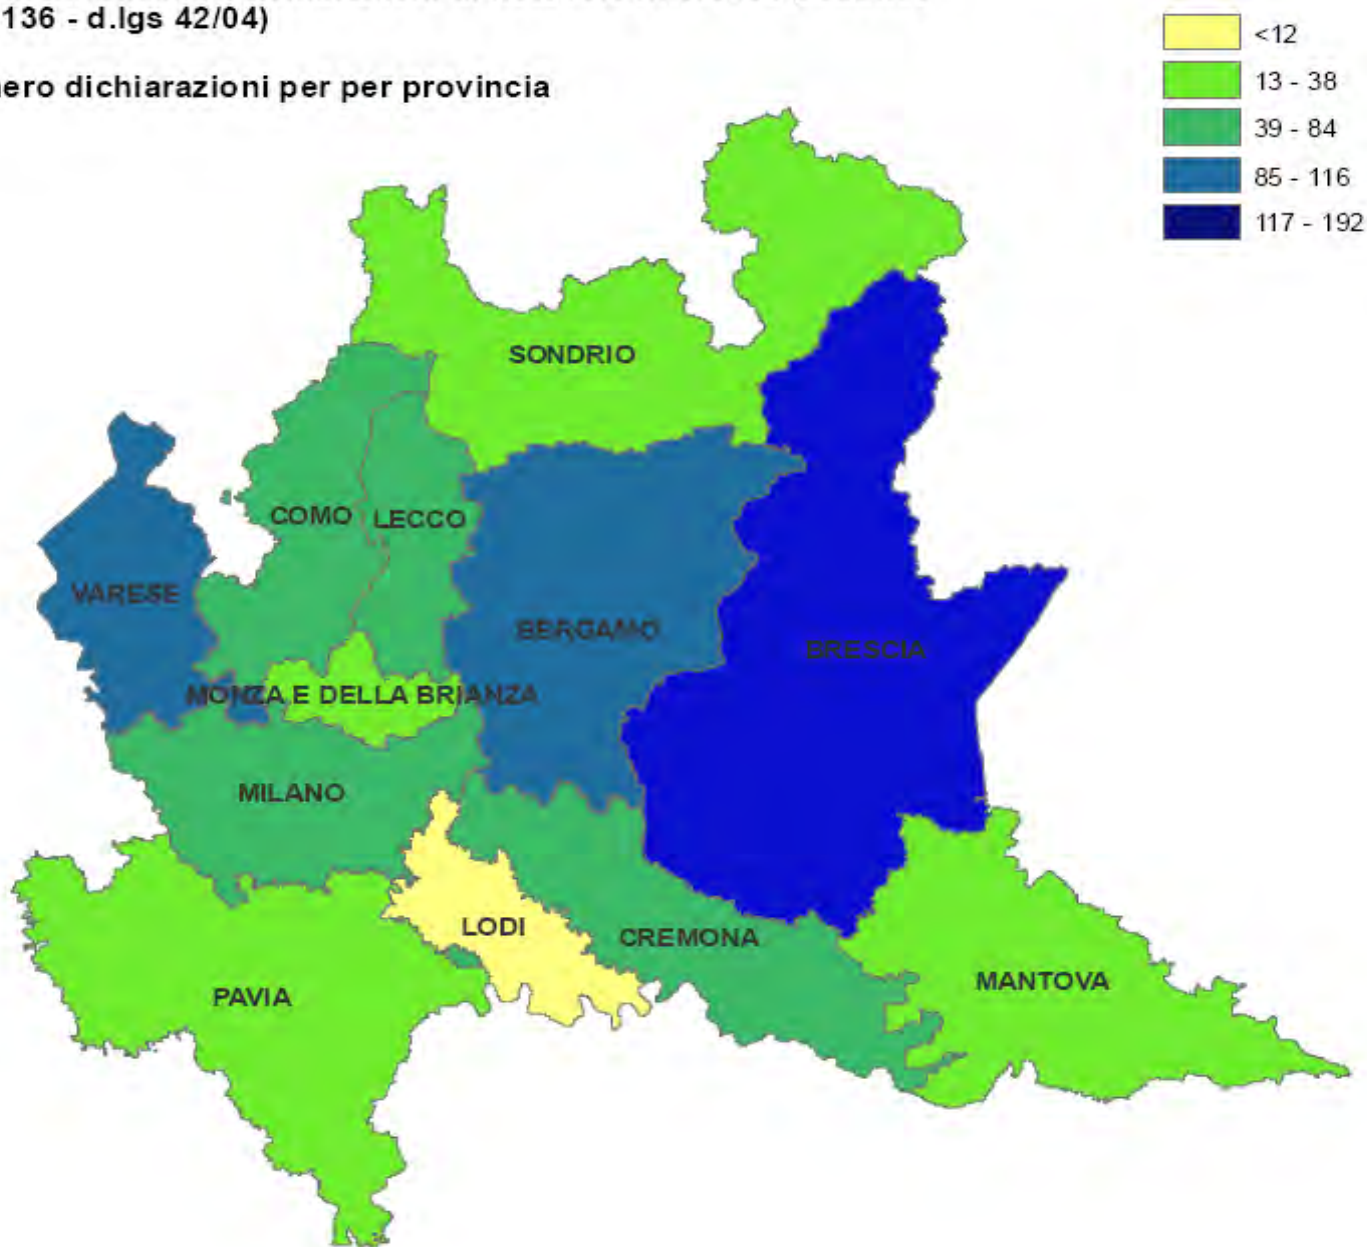 136 - d.lgs 42/04)
ero dichiarazioni per per provincia
<12
13 - 38
39 - 84
85 - 116
117 - 192
SONDRIO
COMO
LECCO
VARESE
BERGAMO
BRESCIA
MONZA E DELLA BRIANZA
MILANO
LODI
CREMONA
MANTOVA
PAVIA